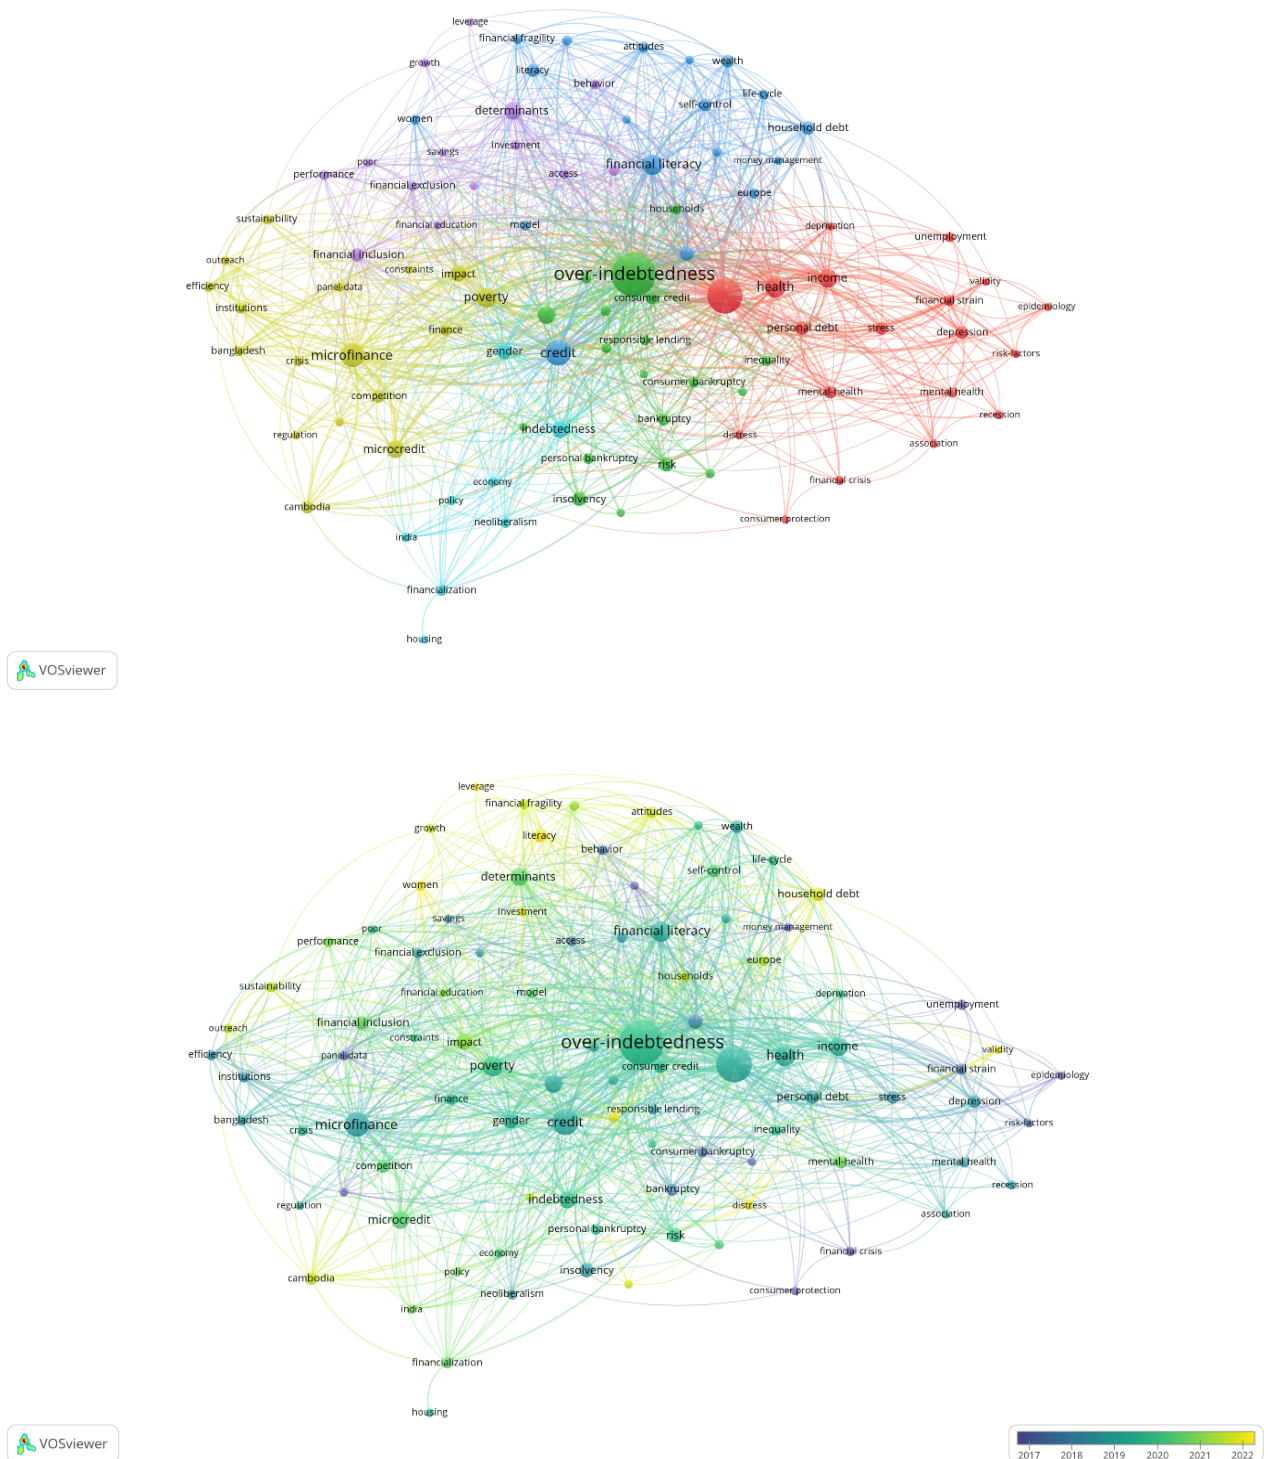 leverage
financial fragility
attitudes
growth
literacy
wealth
behavior
life-cycle
determinants
self-control
women
household debt
investment
savings
money management
poor
financial literacy
performance
access
financial exclusion
europe
households
sustainability
financial education
model
deprivation
unemployment
financial inclusion
outreach
constraints
impact
over-indebtedness
income
efficiency
panel-data
health
validity
poverty
consumer credit
financial strain
institutions
epidemiology
finance
personal debt
stress
depression
responsible lending
bangladesh
crisis
microfinance
gender
credit
inequality
risk-factors
consumer bankruptcy
competition
mental-health
mental health
bankruptcy
recession
regulation
indebtedness
distress
association
microcredit
personal bankruptcy
risk
economy
financial crisis
policy
insolvency
cambodia
neoliberalism
consumer protection
india
financialization
housing
VOSviewer
leverage
financial fragility
attitudes
growth
literacy
wealth
behavior
life-cycle
determinants
self-control
women
household debt
investment
savings
money management
poor
financial literacy
performance
access
financial exclusion
europe
households
sustainability
financial education
model
deprivation
unemployment
financial inclusion
outreach
constraints
impact
over-indebtedness
income
efficiency
panel-data
health
validity
poverty
consumer credit
financial strain
institutions
epidemiology
finance
personal debt
stress
depression
responsible lending
bangladesh
crisis
microfinance
gender
credit
inequality
risk-factors
consumer bankruptcy
competition
mental-health
mental health
bankruptcy
recession
regulation
indebtedness
distress
association
microcredit
personal bankruptcy
risk
economy
financial crisis
policy
insolvency
cambodia
neoliberalism
consumer protection
india
financialization
housing
VOSviewer
2017 2018 2019 2020 2021 2022